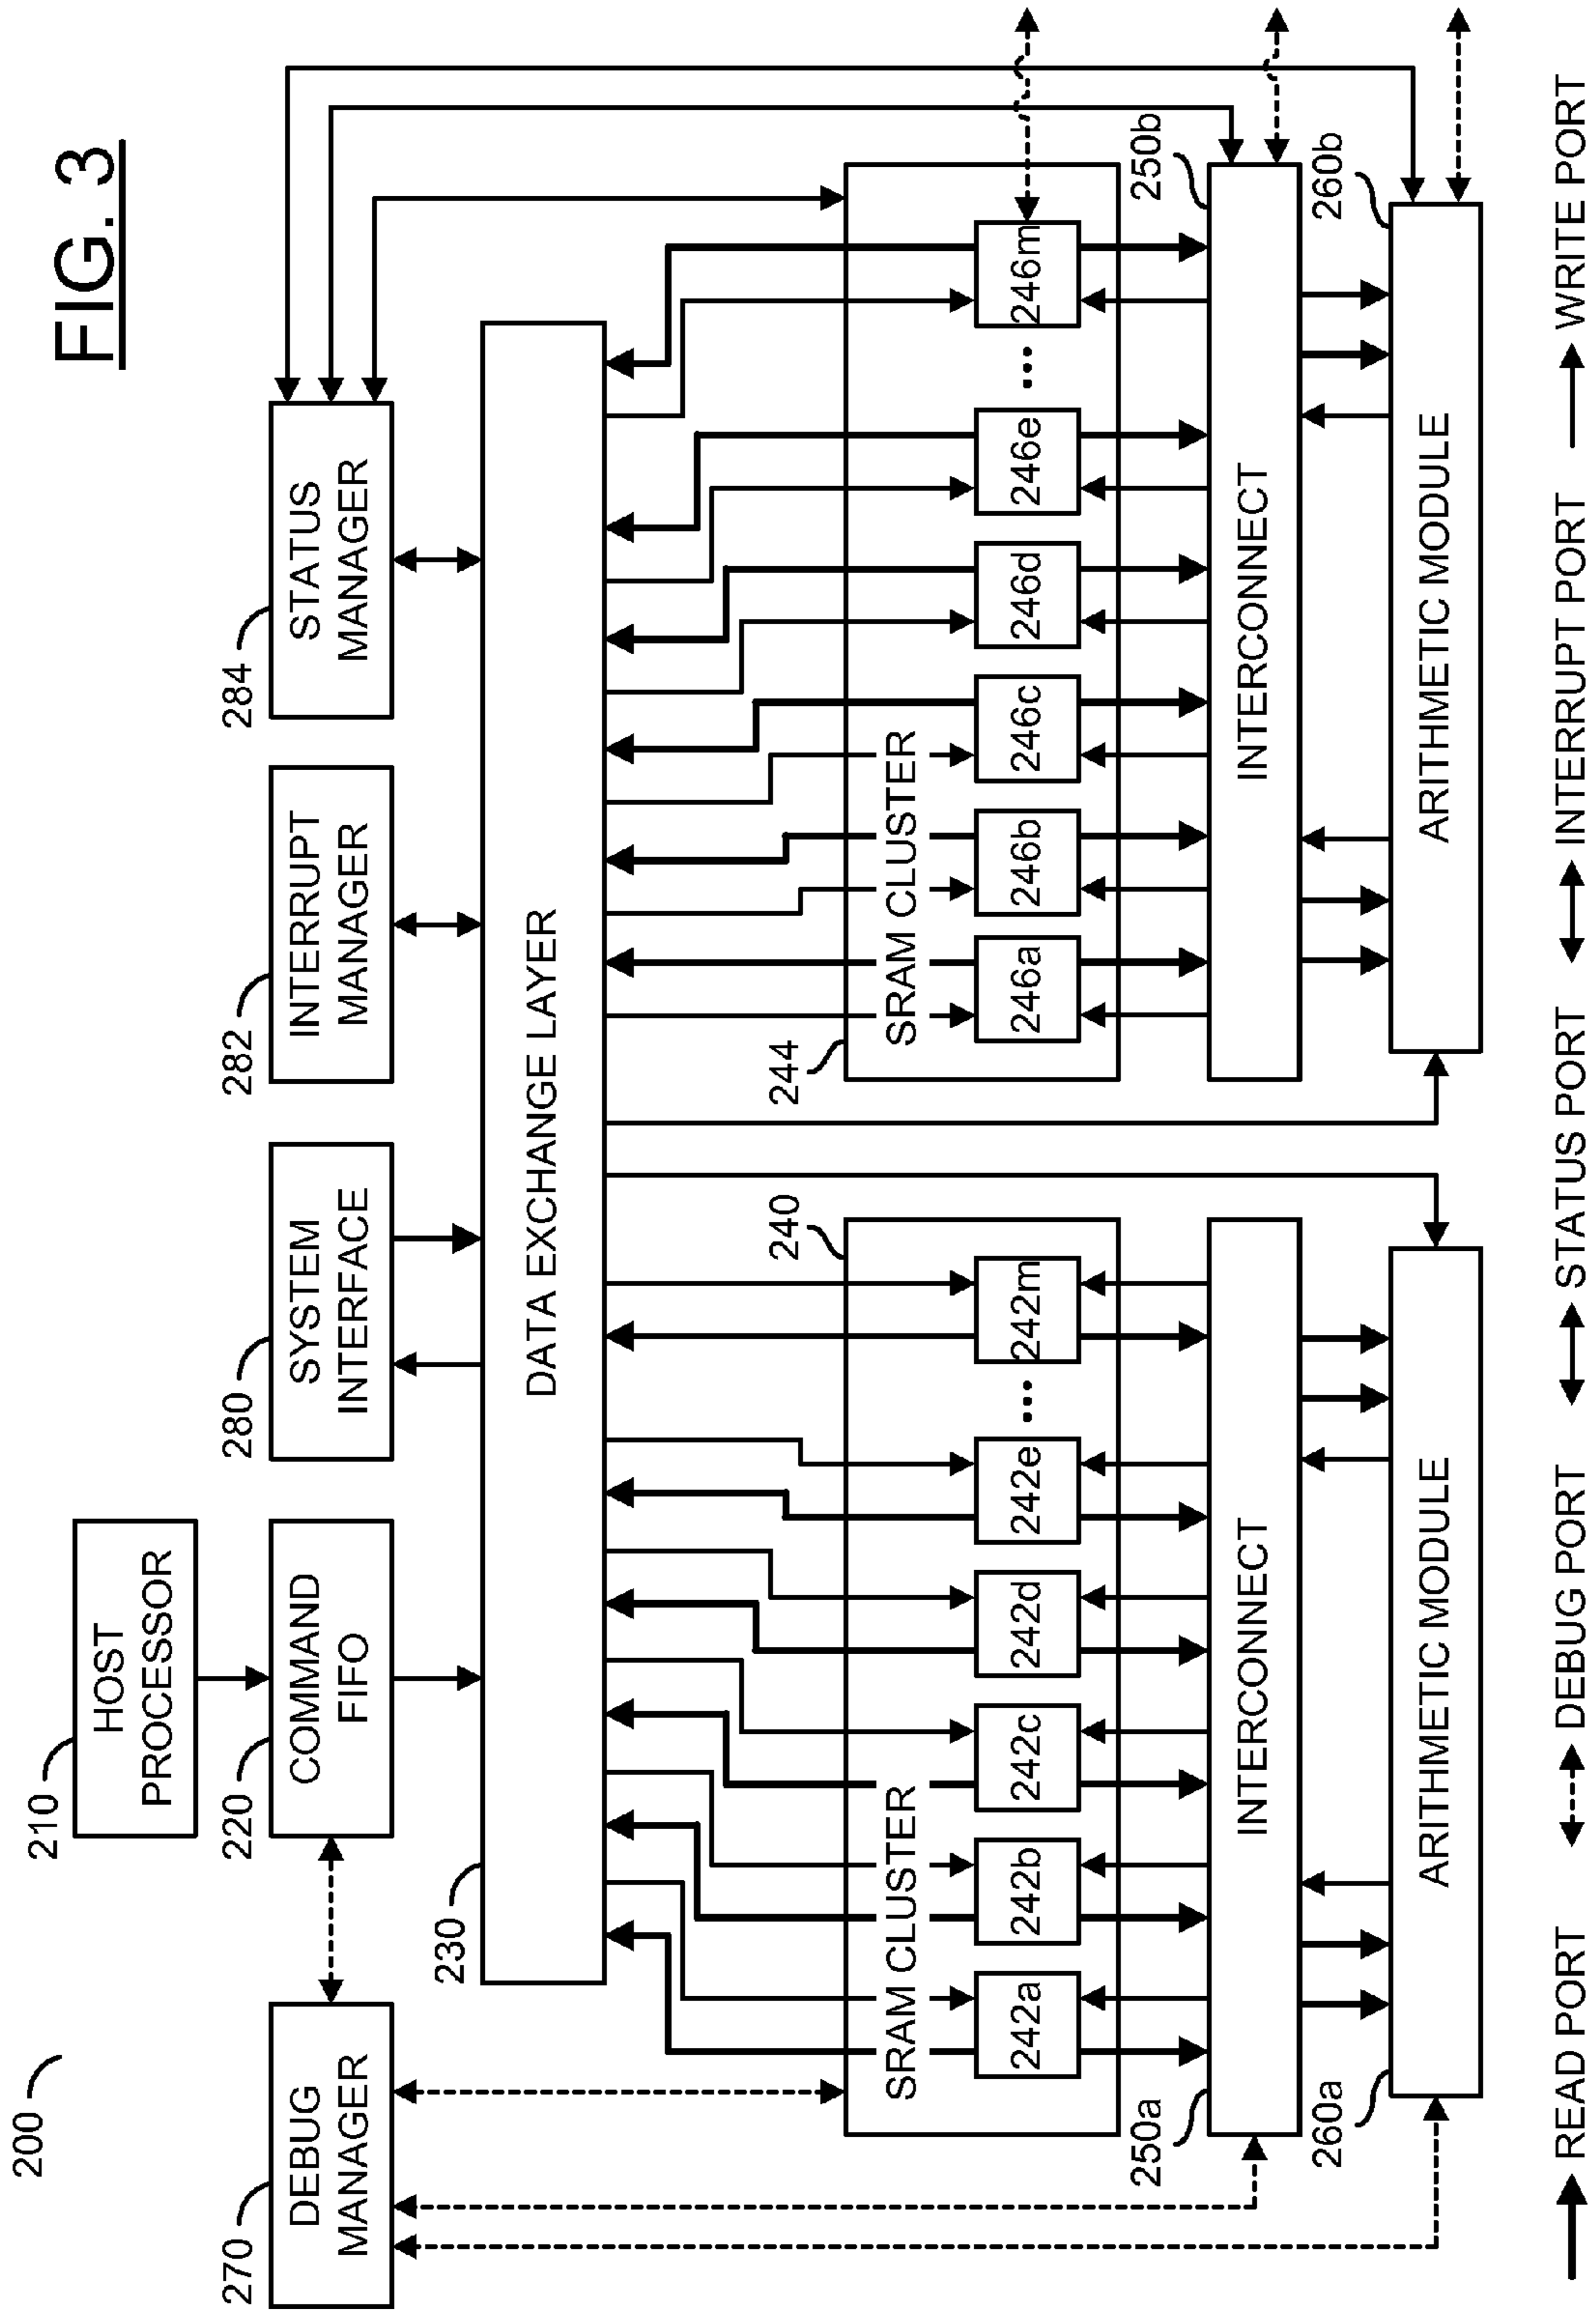 FIG. 3
200
210
HOST
PROCESSOR
270
DEBUG
MANAGER
220
COMMAND
FIFO
280
SYSTEM
INTERFACE
282
INTERRUPT
MANAGER
284
STATUS
MANAGER
230
DATA EXCHANGE LAYER
240
SRAM CLUSTER
242a
242b
242c
242d
242e
...
242m
244
SRAM CLUSTER
246a
246b
246c
246d
246e
...
246m
250a
INTERCONNECT
250b
INTERCONNECT
260a
ARITHMETIC MODULE
260b
ARITHMETIC MODULE
READ PORT
DEBUG PORT
STATUS PORT
INTERRUPT PORT
WRITE PORT